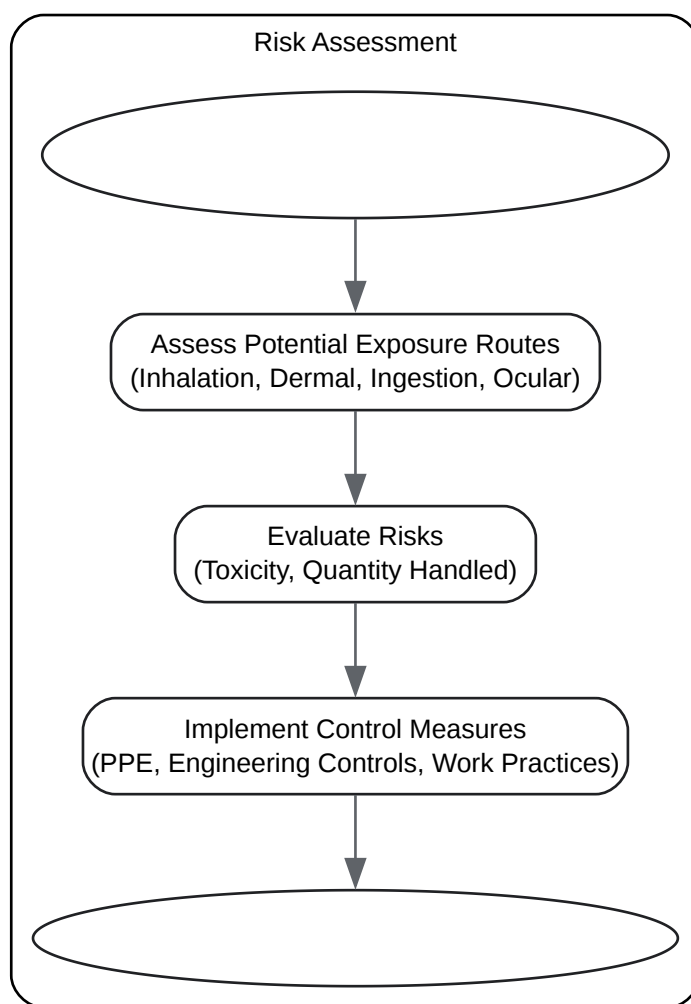 Risk Assessment
Assess Potential Exposure Routes
(Inhalation, Dermal, Ingestion, Ocular)
Evaluate Risks
(Toxicity, Quantity Handled)
Implement Control Measures
(PPE, Engineering Controls, Work Practices)